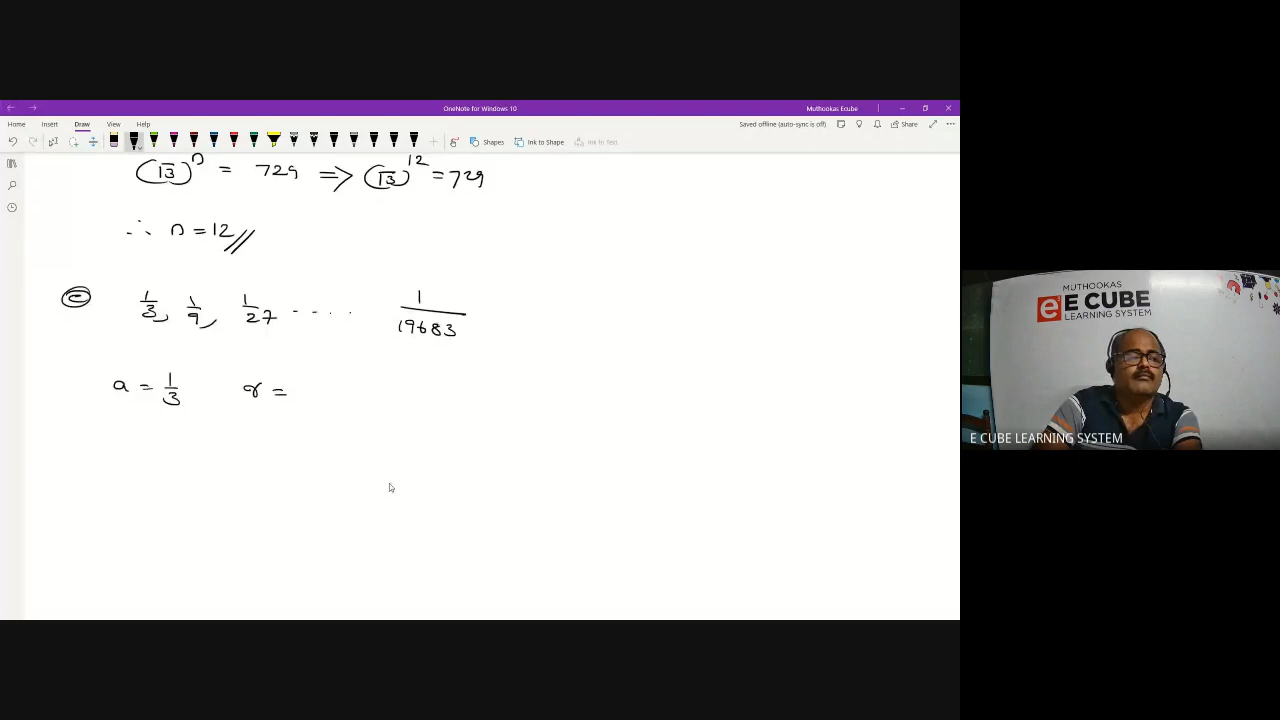 OneNote for Windows 10
Muthookas Ecube
Home Insert Draw View Help
Saved offline (auto-sync is off)
Share
Shapes
Ink to Shape
Ink to Text
(√3)ⁿ = 729 ⇒ (√3)¹² = 729
∴ n = 12 //
c 1/3, 1/9, 1/27 ..... 1/19683
a = 1/3 r =
MUTHOOKAS
e E CUBE
LEARNING SYSTEM
E CUBE LEARNING SYSTEM